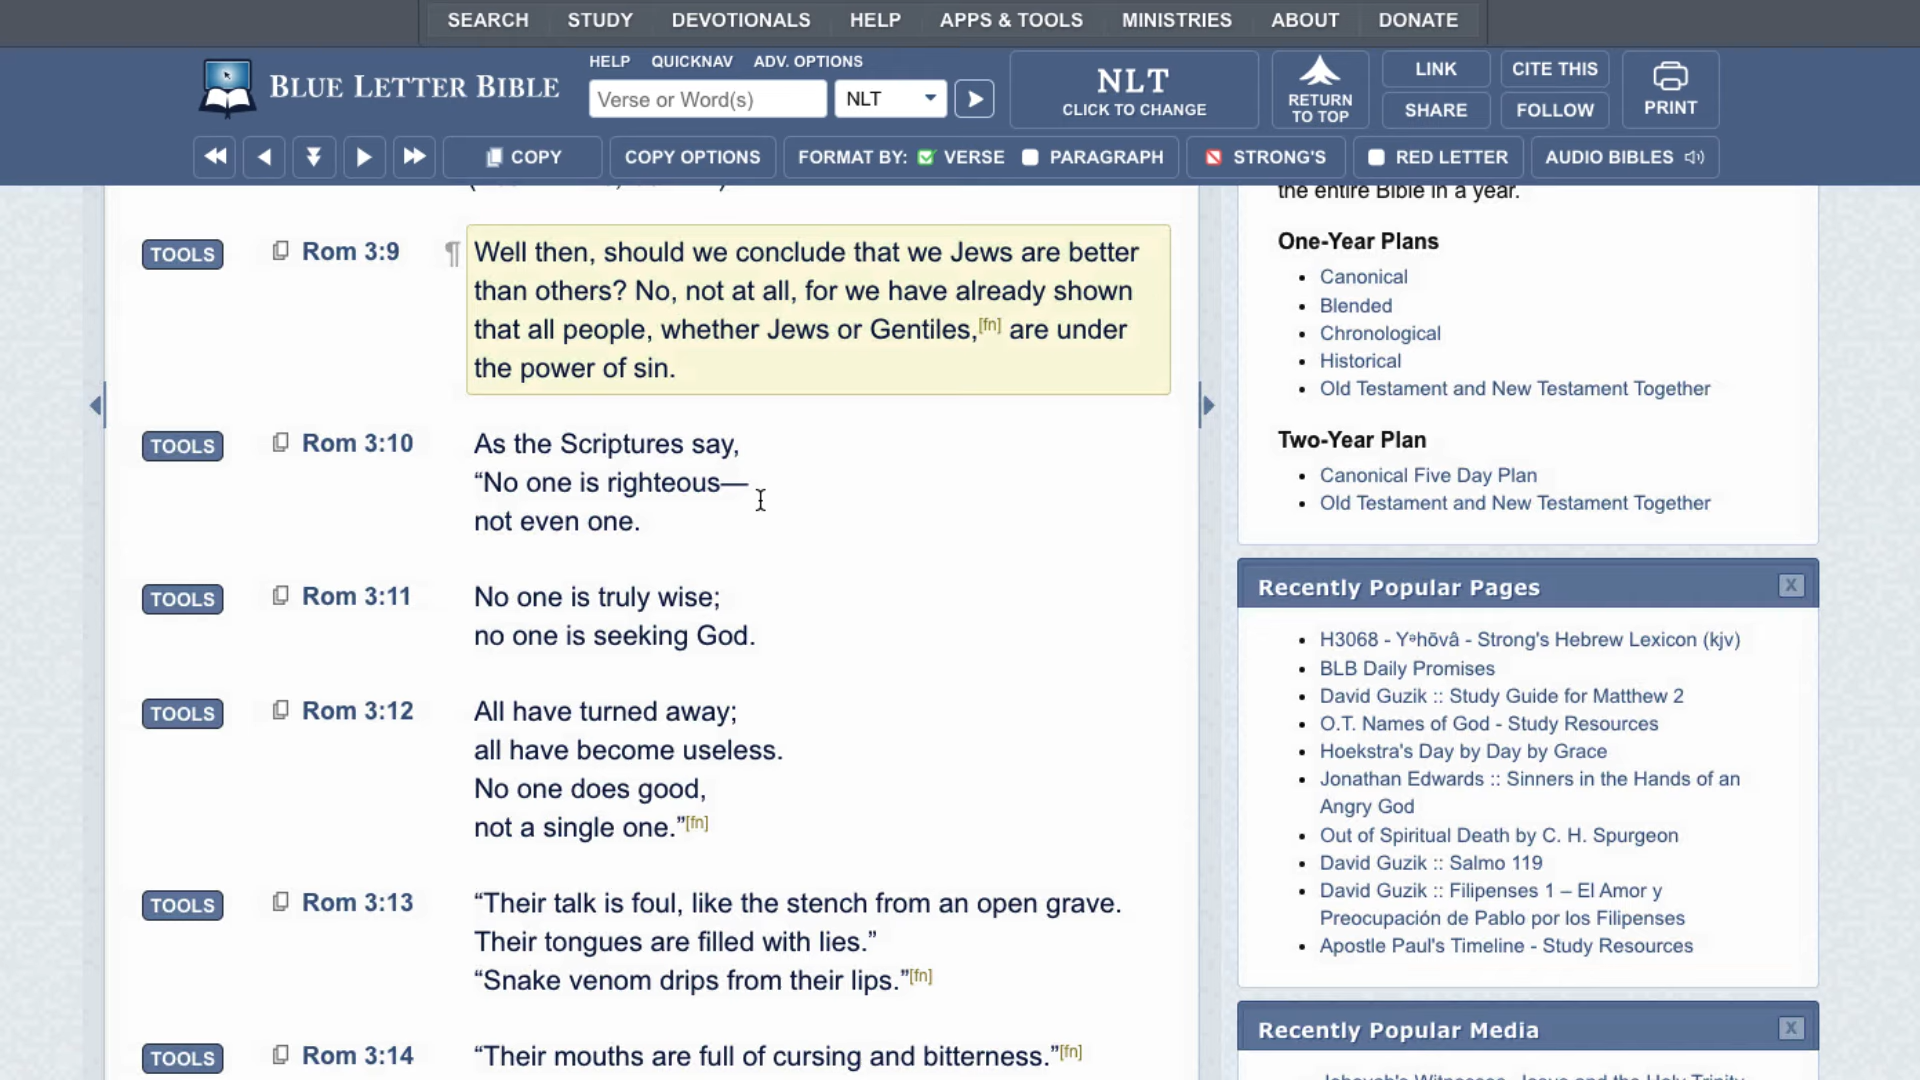 SEARCH STUDY DEVOTIONALS HELP APPS & TOOLS MINISTRIES ABOUT DONATE
BLUE LETTER BIBLE
HELP QUICKNAV ADV. OPTIONS
Verse or Word(s) NLT
NLT
CLICK TO CHANGE
RETURN
TO TOP
LINK CITE THIS
SHARE FOLLOW
PRINT
COPY COPY OPTIONS FORMAT BY: VERSE PARAGRAPH STRONG'S RED LETTER AUDIO BIBLES
TOOLS Rom 3:9 ¶ Well then, should we conclude that we Jews are better
than others? No, not at all, for we have already shown
that all people, whether Jews or Gentiles,[fn] are under
the power of sin.
TOOLS Rom 3:10 As the Scriptures say,
“No one is righteous—
not even one.
TOOLS Rom 3:11 No one is truly wise;
no one is seeking God.
TOOLS Rom 3:12 All have turned away;
all have become useless.
No one does good,
not a single one.”[fn]
TOOLS Rom 3:13 “Their talk is foul, like the stench from an open grave.
Their tongues are filled with lies.”
“Snake venom drips from their lips.”[fn]
TOOLS Rom 3:14 “Their mouths are full of cursing and bitterness.”[fn]
the entire Bible in a year.
One-Year Plans
• Canonical
• Blended
• Chronological
• Historical
• Old Testament and New Testament Together
Two-Year Plan
• Canonical Five Day Plan
• Old Testament and New Testament Together
Recently Popular Pages X
• H3068 - Yᵊhōvâ - Strong's Hebrew Lexicon (kjv)
• BLB Daily Promises
• David Guzik :: Study Guide for Matthew 2
• O.T. Names of God - Study Resources
• Hoekstra's Day by Day by Grace
• Jonathan Edwards :: Sinners in the Hands of an
Angry God
• Out of Spiritual Death by C. H. Spurgeon
• David Guzik :: Salmo 119
• David Guzik :: Filipenses 1 – El Amor y
Preocupación de Pablo por los Filipenses
• Apostle Paul's Timeline - Study Resources
Recently Popular Media X